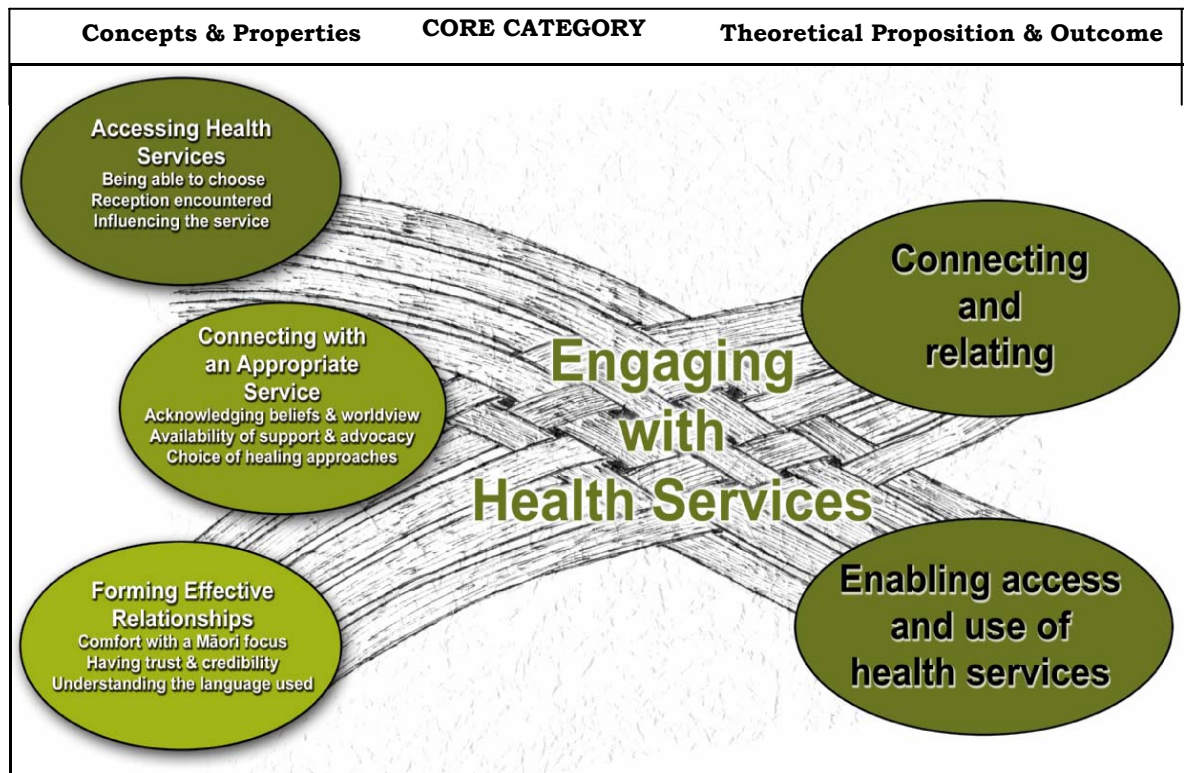 Concepts & Properties
CORE CATEGORY
Theoretical Proposition & Outcome
Accessing Health
Services
Being able to choose
Reception encountered
Influencing the service
Connecting with
an Appropriate
Service
Acknowledging beliefs & worldview
Availability of support & advocacy
Choice of healing approaches
Forming Effective
Relationships
Comfort with a Māori focus
Having trust & credibility
Understanding the language used
Engaging
with
Health Services
Connecting
and
relating
Enabling access
and use of
health services